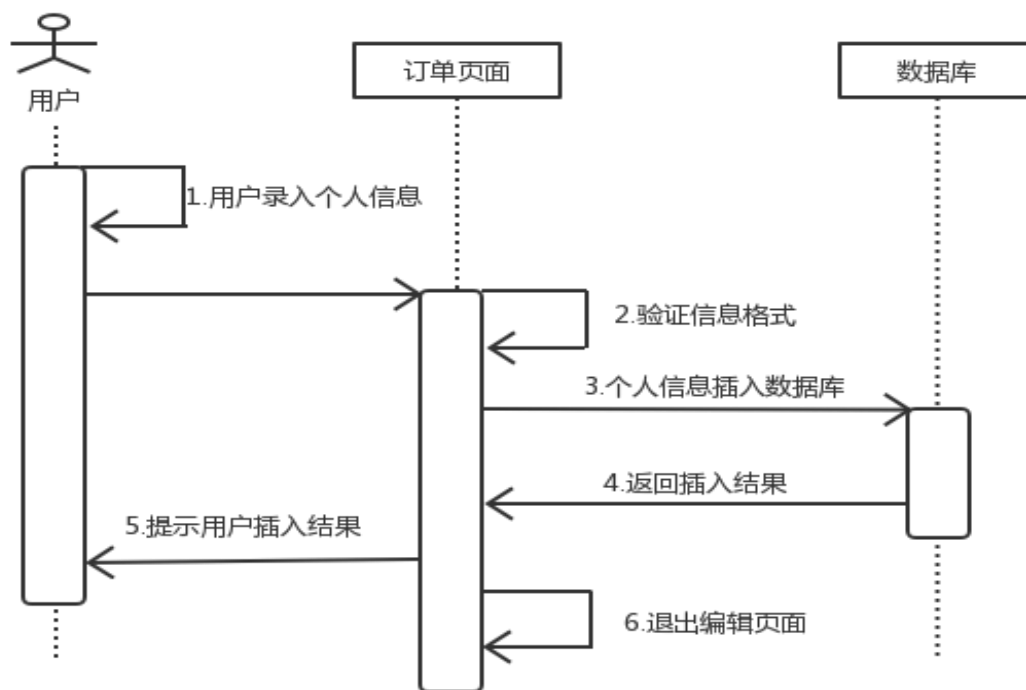 用户
订单页面
数据库
1.用户录入个人信息
2.验证信息格式
3.个人信息插入数据库
4.返回插入结果
5.提示用户插入结果
6.退出编辑页面